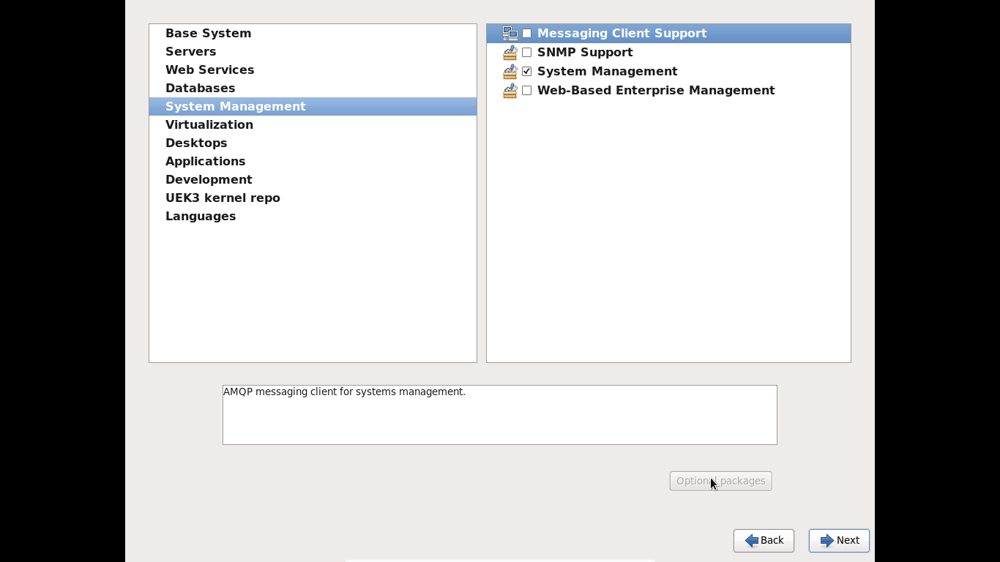 Base System
Servers
Web Services
Databases
System Management
Virtualization
Desktops
Applications
Development
UEK3 kernel repo
Languages
Messaging Client Support
SNMP Support
System Management
Web-Based Enterprise Management
AMQP messaging client for systems management.
Optional packages
Back
Next